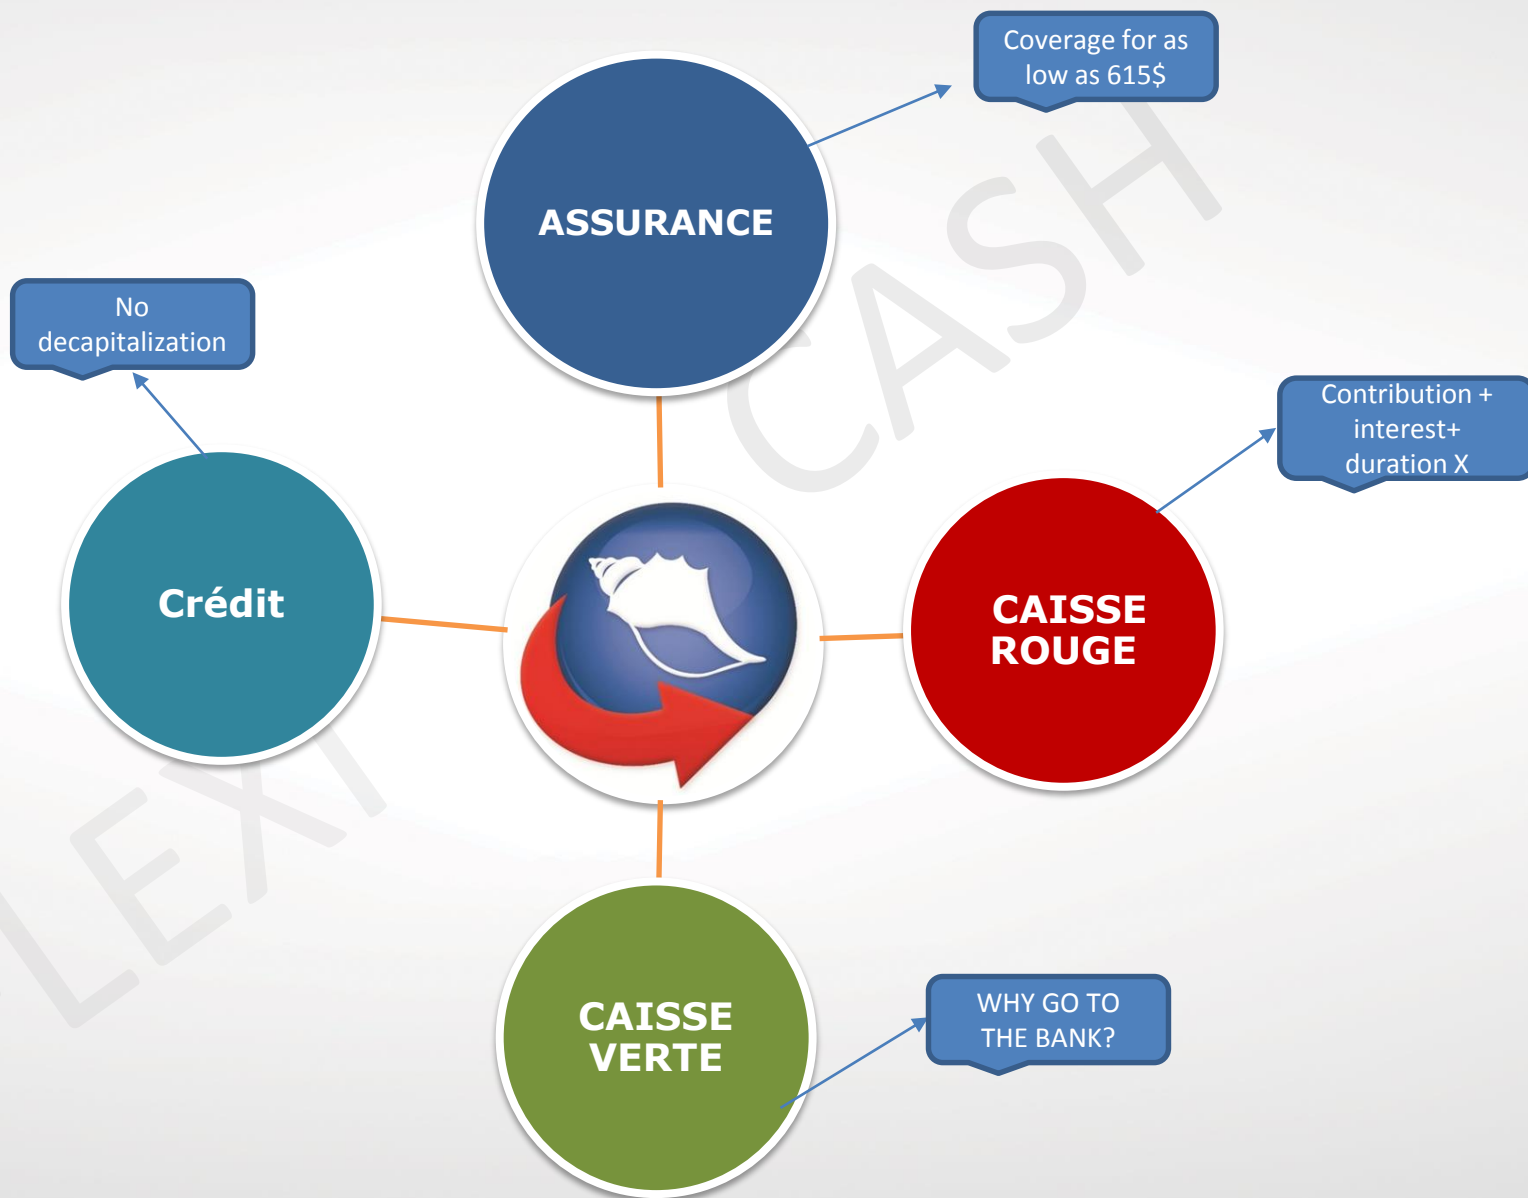 Coverage for as
low as 615$
ASSURANCE
No
decapitalization
CASH
Contribution +
interest+
duration X
Crédit
CAISSE
ROUGE
LEXI
CAISSE
VERTE
WHY GO TO
THE BANK?